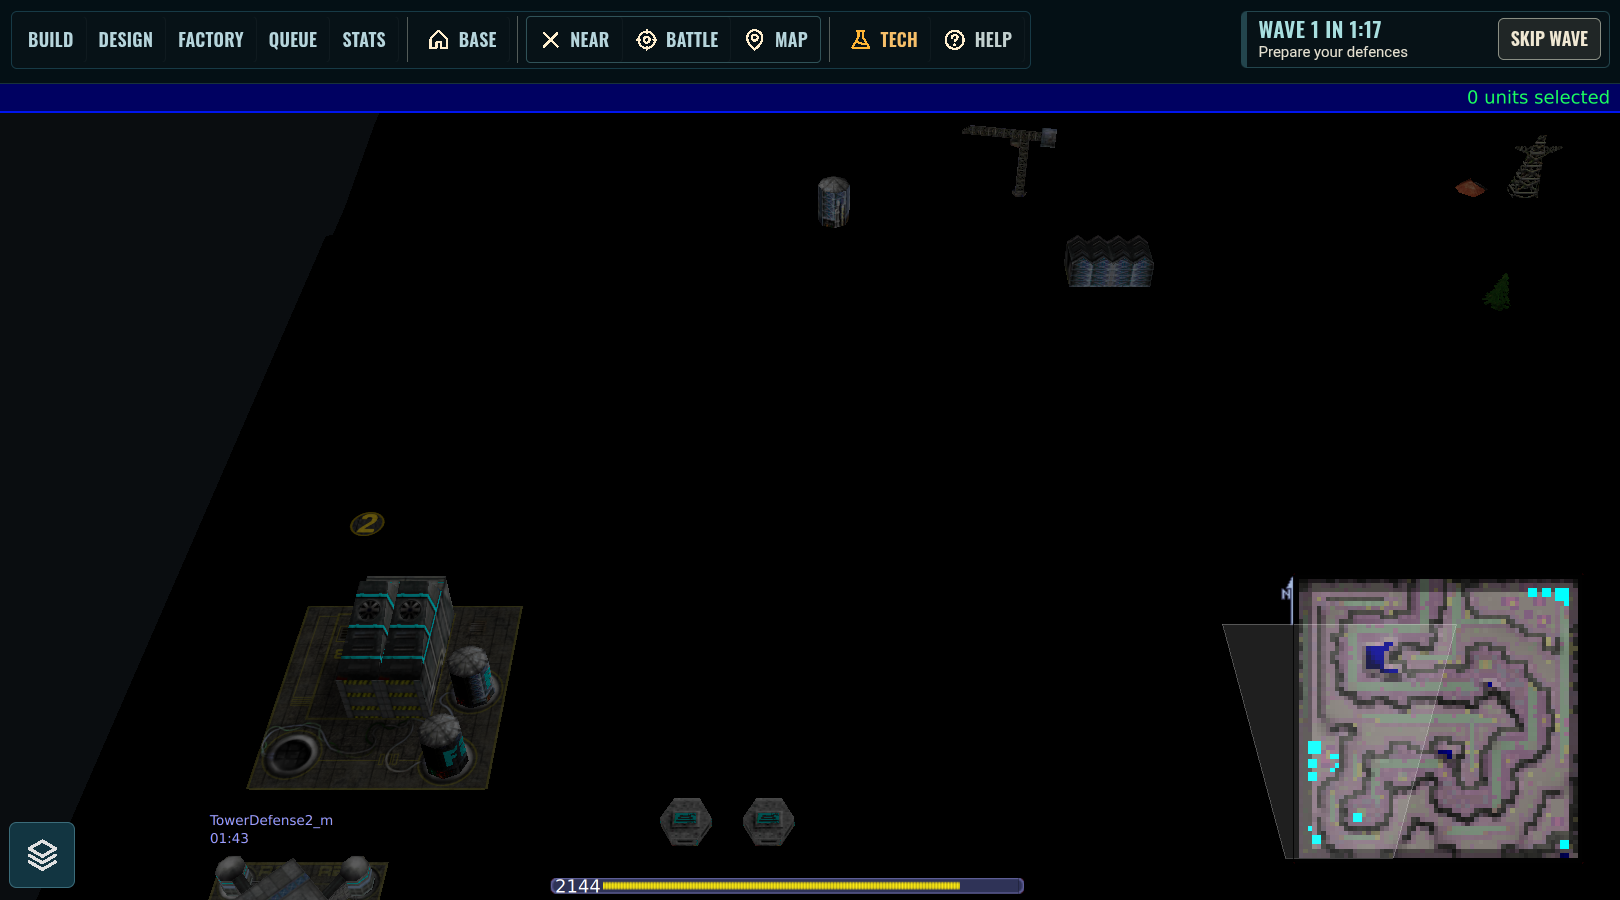 BUILD DESIGN FACTORY QUEUE STATS BASE NEAR BATTLE MAP TECH HELP
WAVE 1 IN 1:17
Prepare your defences
SKIP WAVE
0 units selected
2
N
TowerDefense2_m
01:43
2144